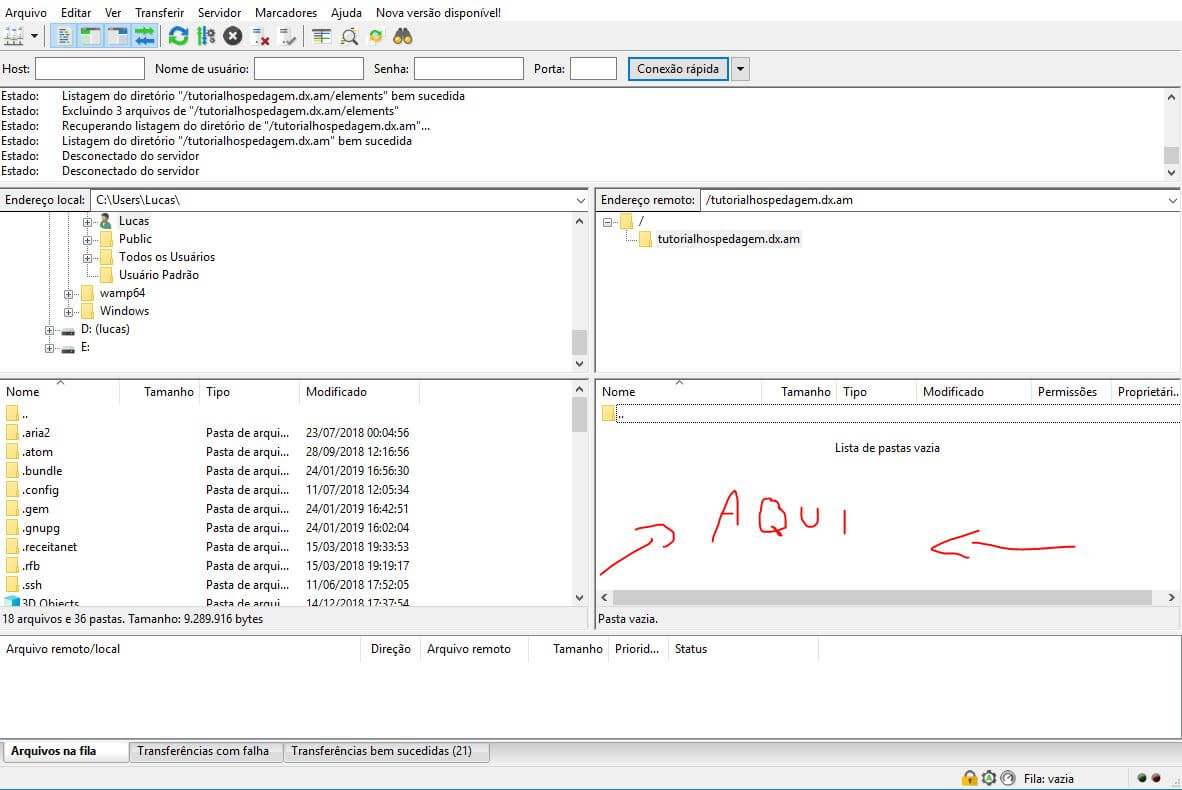 Arquivo Editar Ver Transferir Servidor Marcadores Ajuda Nova versão disponível!
Host: Nome de usuário: Senha: Porta: Conexão rápida
Estado: Listagem do diretório "/tutorialhospedagem.dx.am/elements" bem sucedida
Estado: Excluindo 3 arquivos de "/tutorialhospedagem.dx.am/elements"
Estado: Recuperando listagem do diretório de "/tutorialhospedagem.dx.am"...
Estado: Listagem do diretório "/tutorialhospedagem.dx.am" bem sucedida
Estado: Desconectado do servidor
Estado: Desconectado do servidor
Endereço local: C:\Users\Lucas\
Lucas
Public
Todos os Usuários
Usuário Padrão
wamp64
Windows
D: (lucas)
E:
Endereço remoto: /tutorialhospedagem.dx.am
/
tutorialhospedagem.dx.am
Nome Tamanho Tipo Modificado
..
.aria2 Pasta de arqui... 23/07/2018 00:04:56
.atom Pasta de arqui... 28/09/2018 12:16:56
.bundle Pasta de arqui... 24/01/2019 16:56:30
.config Pasta de arqui... 11/07/2018 12:05:34
.gem Pasta de arqui... 24/01/2019 16:42:51
.gnupg Pasta de arqui... 24/01/2019 16:02:04
.receitanet Pasta de arqui... 15/03/2018 19:33:53
.rfb Pasta de arqui... 15/03/2018 19:19:17
.ssh Pasta de arqui... 11/06/2018 17:52:05
3D Objects Pasta de arqui... 14/12/2018 17:37:54
18 arquivos e 36 pastas. Tamanho: 9.289.916 bytes
Nome Tamanho Tipo Modificado Permissões Proprietári...
..
Lista de pastas vazia
AQUI
Pasta vazia.
Arquivo remoto/local Direção Arquivo remoto Tamanho Priorid... Status
Arquivos na fila Transferências com falha Transferências bem sucedidas (21)
Fila: vazia